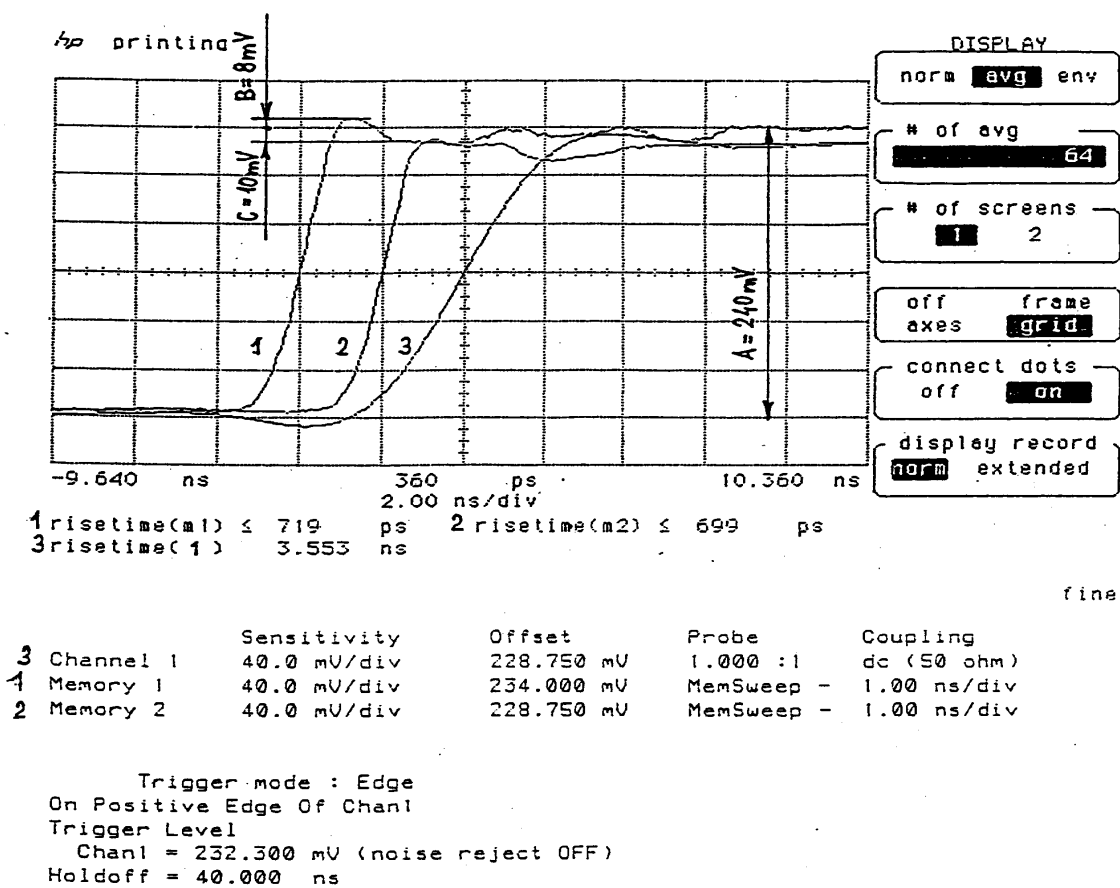 hp printing
B=8mV
C=10mV
A=240mV
1
2
3
-9.640 ns
360 ps
10.360 ns
2.00 ns/div
1 risetime(m1) ≤ 719 ps 2 risetime(m2) ≤ 699 ps
3 risetime( 1 ) 3.553 ns
DISPLAY
norm avg env
# of avg
64
# of screens
1 2
off frame
axes grid
connect dots
off on
display record
norm extended
fine
Sensitivity Offset Probe Coupling
3 Channel 1 40.0 mV/div 228.750 mV 1.000 :1 dc (50 ohm)
1 Memory 1 40.0 mV/div 234.000 mV MemSweep - 1.00 ns/div
2 Memory 2 40.0 mV/div 228.750 mV MemSweep - 1.00 ns/div
Trigger mode : Edge
On Positive Edge Of Chan1
Trigger Level
Chan1 = 232.300 mV (noise reject OFF)
Holdoff = 40.000 ns